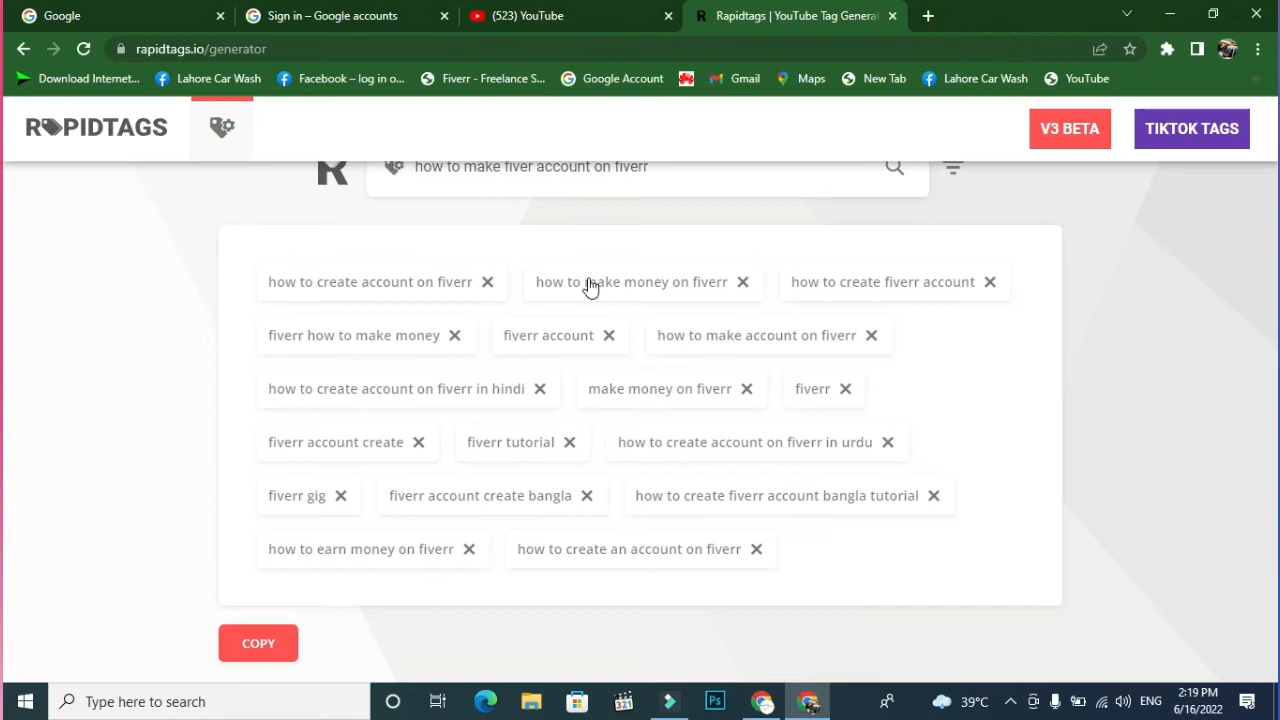 Google
Sign in – Google accounts
(523) YouTube
Rapidtags | YouTube Tag Generat
rapidtags.io/generator
Download Internet...
Lahore Car Wash
Facebook – log in o...
Fiverr - Freelance S...
Google Account
Gmail
Maps
New Tab
Lahore Car Wash
YouTube
RAPIDTAGS
V3 BETA
TIKTOK TAGS
R
how to make fiver account on fiverr
how to create account on fiverr
how to make money on fiverr
how to create fiverr account
fiverr how to make money
fiverr account
how to make account on fiverr
how to create account on fiverr in hindi
make money on fiverr
fiverr
fiverr account create
fiverr tutorial
how to create account on fiverr in urdu
fiverr gig
fiverr account create bangla
how to create fiverr account bangla tutorial
how to earn money on fiverr
how to create an account on fiverr
COPY
Type here to search
321
Ps
39°C
ENG
2:19 PM
6/16/2022